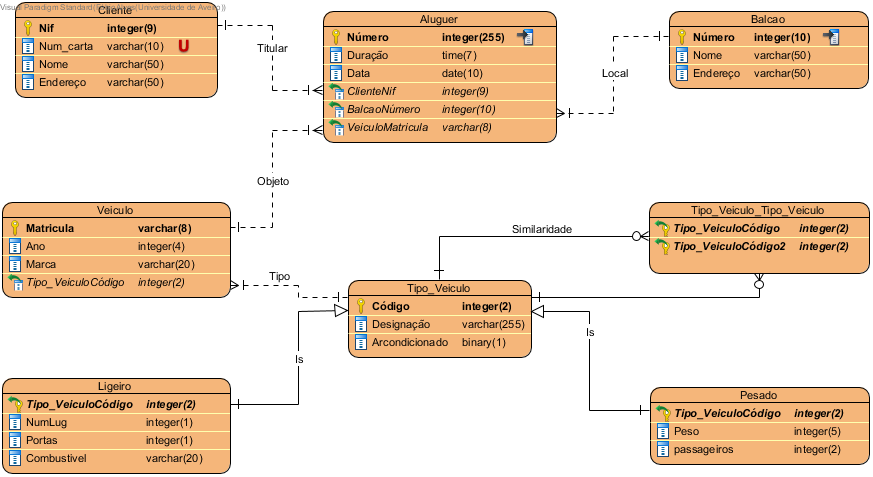 Visual Paradigm Standard(
(Universidade de Aveiro))
Cliente
Nif integer(9)
Num_carta varchar(10) U
Nome varchar(50)
Endereço varchar(50)
Titular
Aluguer
Número integer(255)
Duração time(7)
Data date(10)
ClienteNif integer(9)
BalcaoNúmero integer(10)
VeiculoMatricula varchar(8)
Local
Balcao
Número integer(10)
Nome varchar(50)
Endereço varchar(50)
Objeto
Veiculo
Matricula varchar(8)
Ano integer(4)
Marca varchar(20)
Tipo_VeiculoCódigo integer(2)
Tipo
Similaridade
Tipo_Veiculo_Tipo_Veiculo
Tipo_VeiculoCódigo integer(2)
Tipo_VeiculoCódigo2 integer(2)
Tipo_Veiculo
Código integer(2)
Designação varchar(255)
Arcondicionado binary(1)
Is
Is
Ligeiro
Tipo_VeiculoCódigo integer(2)
NumLug integer(1)
Portas integer(1)
Combustivel varchar(20)
Pesado
Tipo_VeiculoCódigo integer(2)
Peso integer(5)
passageiros integer(2)